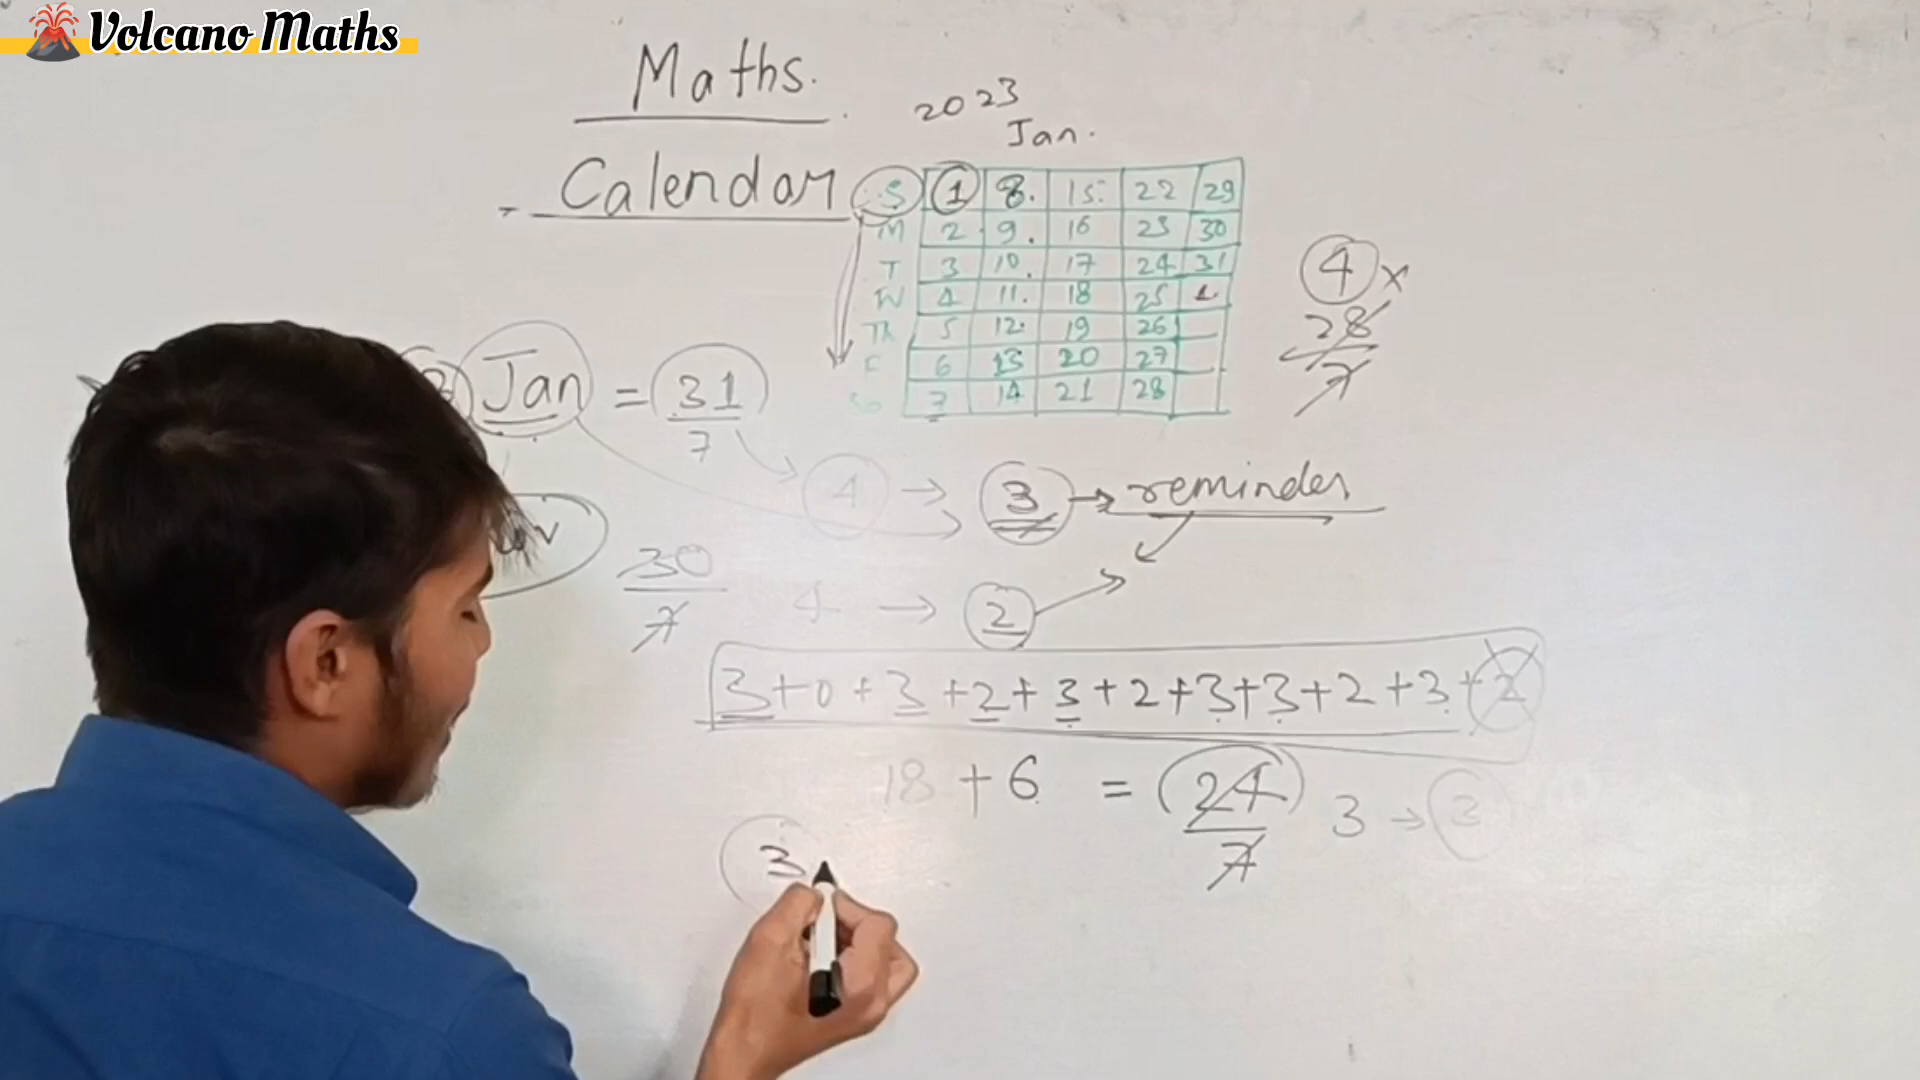 Volcano Maths
Maths.
2023
Jan.
Calendar
S 1 8. 15. 22 29
M 2 9. 16 23 30
T 3 10. 17 24 31
W 4 11. 18 25 1
Th 5 12. 19 26
F 6 13 20 27
Sa 7 14 21 28
4 x
28
7
Jan = 31
7
4 → 3 → reminder
30
7
4 → 2
3+0+3+2+3+2+3+3+2+3+2
18+6 = 24
7
3 → 3
3